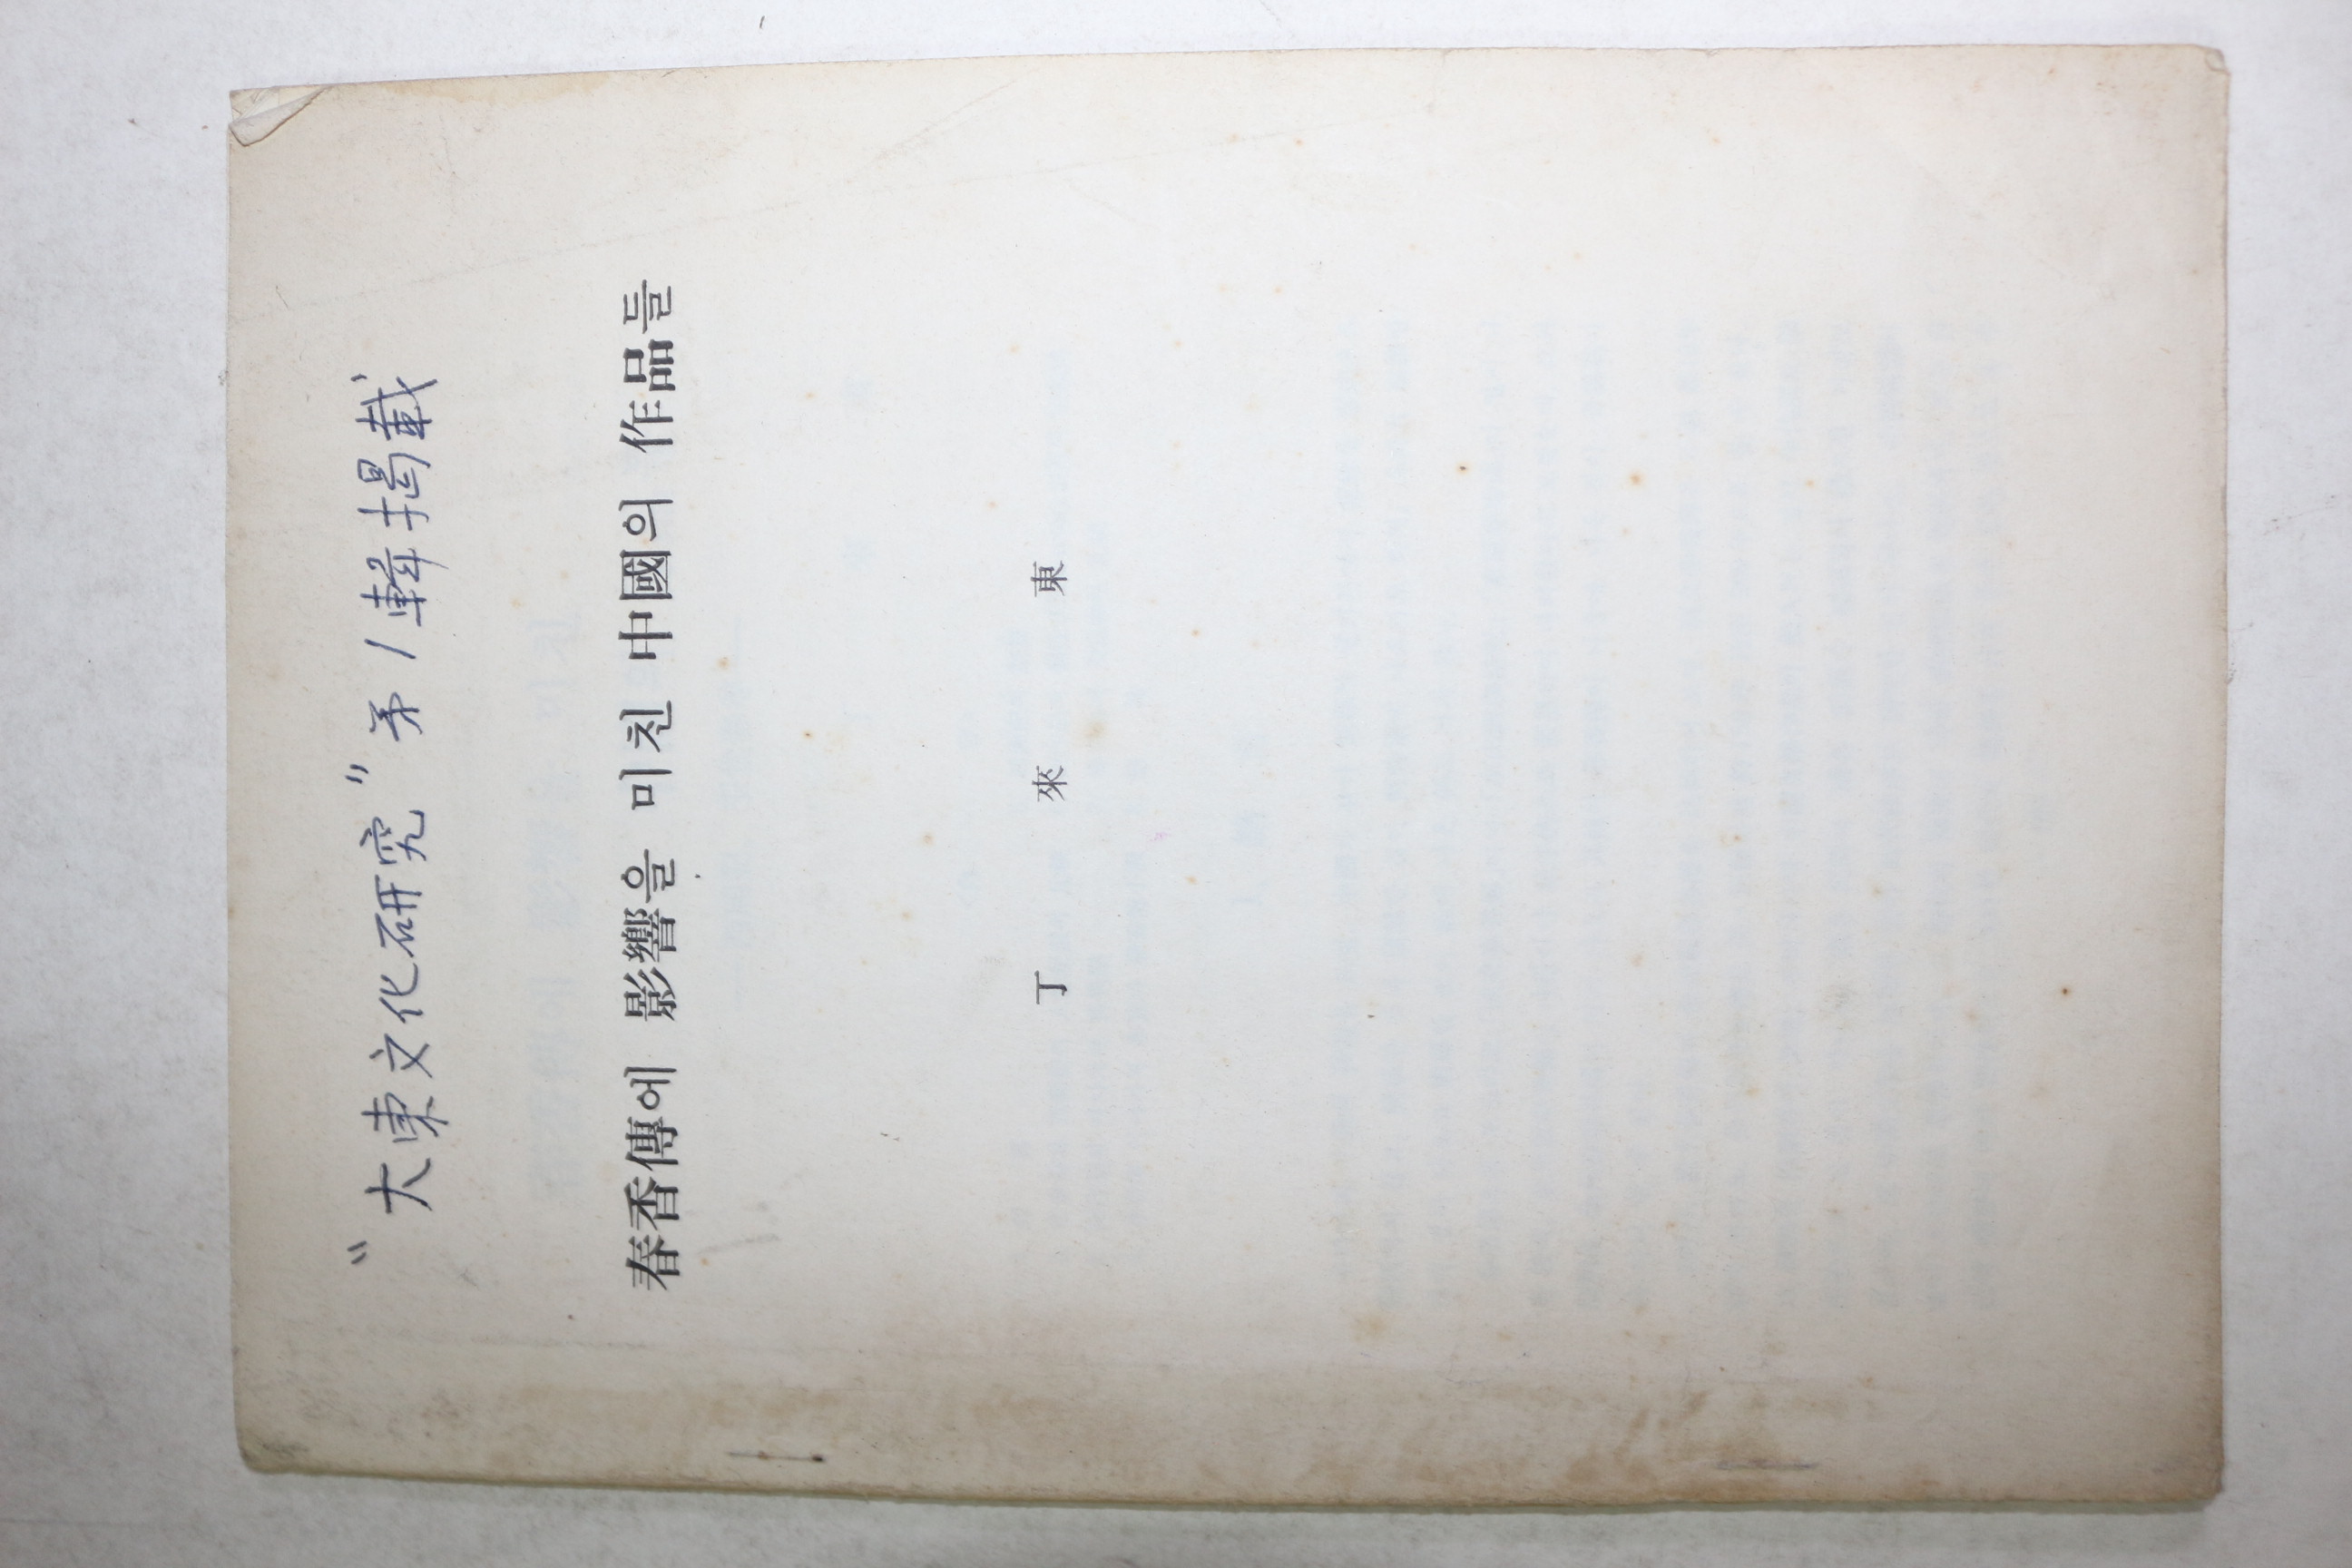 "大東文化硏究" 第1輯揭載
春香傳에 影響을 미친 中國의 作品들
丁 來 東